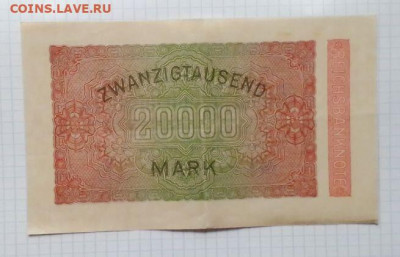 COINS.LAVE.RU
ZWANZIGTAUSEND
20000
MARK